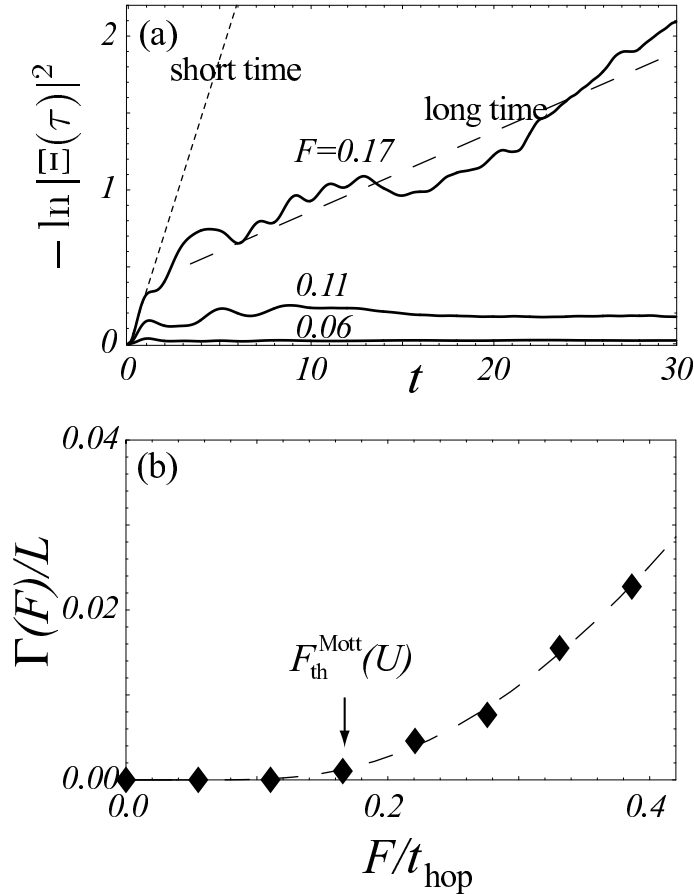 (a)
− ln |Ξ(τ)|²
2
1
0
short time
long time
F=0.17
0.11
0.06
0
10
20
30
t
(b)
Γ(F)/L
0.04
0.02
0.00
F_th^Mott(U)
0.0
0.2
0.4
F/t_hop